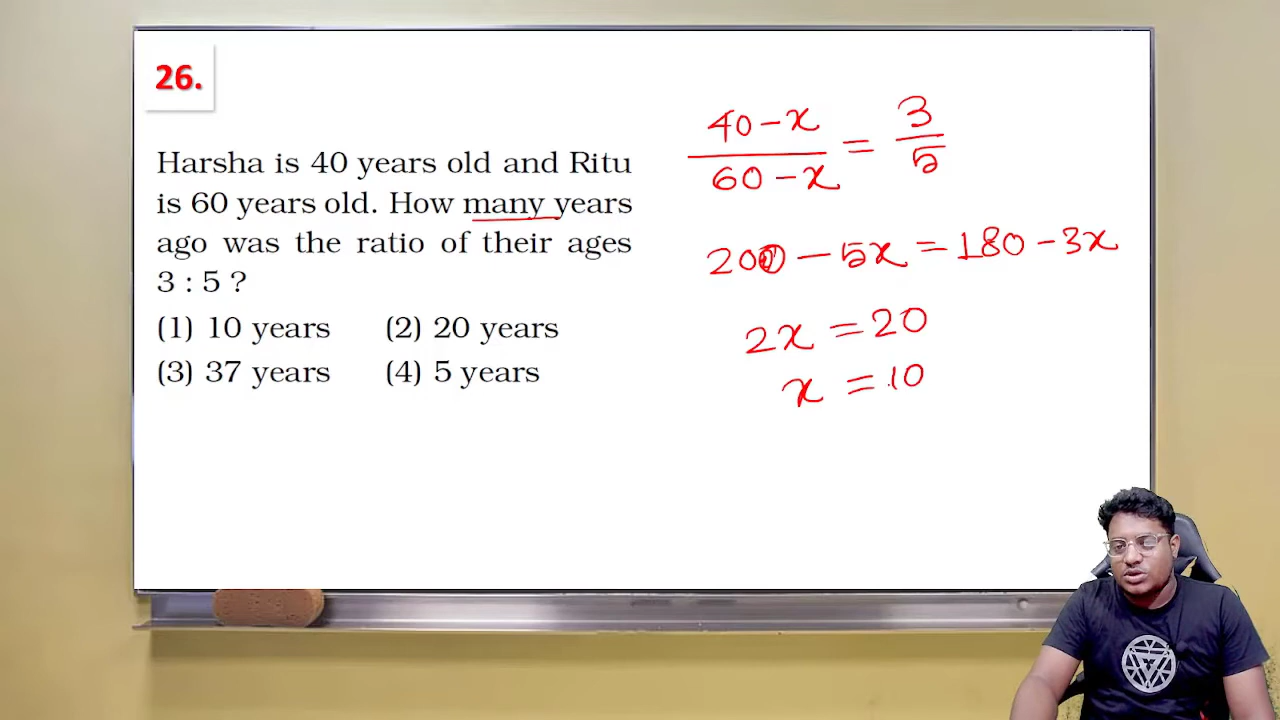 26.
Harsha is 40 years old and Ritu
is 60 years old. How many years
ago was the ratio of their ages
3 : 5 ?
(1) 10 years (2) 20 years
(3) 37 years (4) 5 years
40 - x / 60 - x = 3 / 5
200 - 5x = 180 - 3x
2x = 20
x = 10